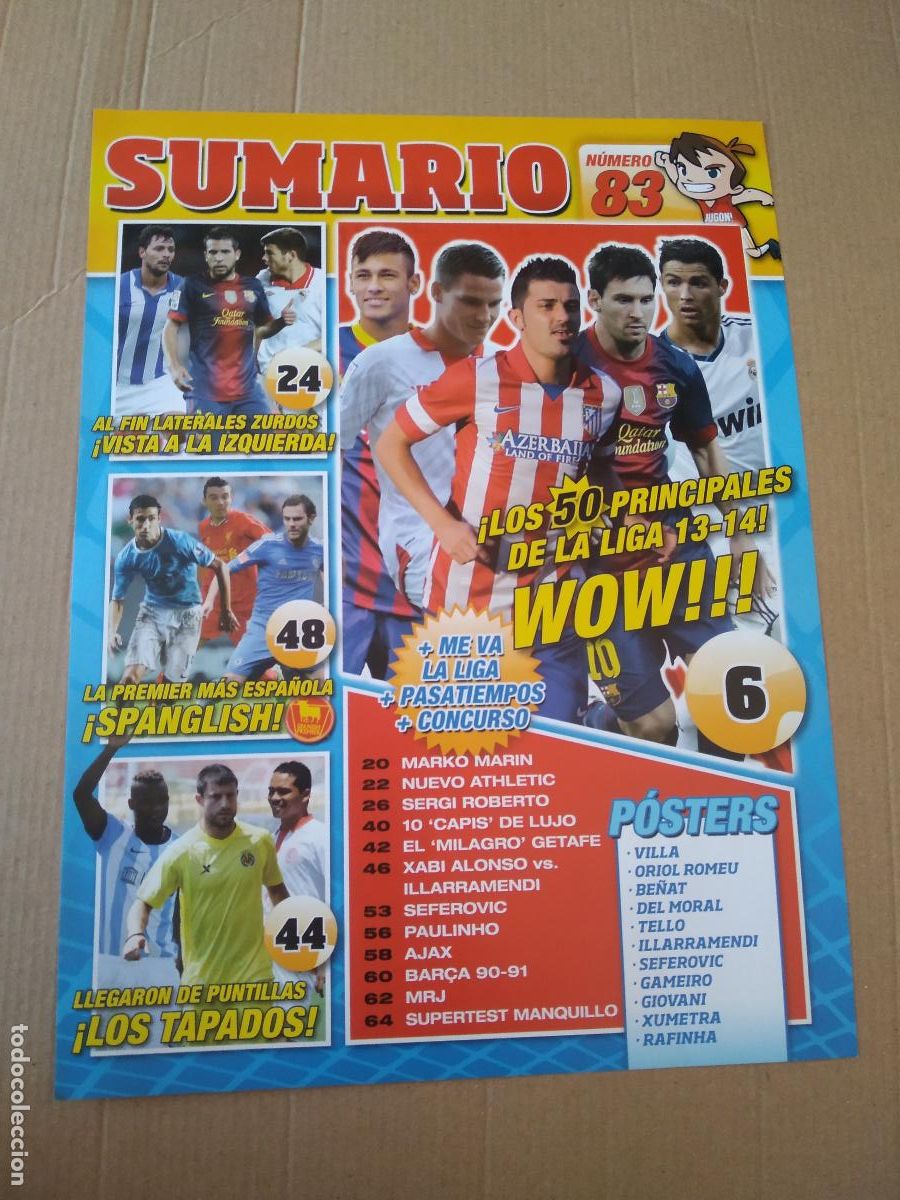 SUMARIO
NÚMERO
83
JUGON!
Qatar
Foundation
24
AL FIN LATERALES ZURDOS
¡VISTA A LA IZQUIERDA!
48
LA PREMIER MÁS ESPAÑOLA
¡SPANGLISH!
44
LLEGARON DE PUNTILLAS
¡LOS TAPADOS!
AZERBAIJAN
LAND OF FIRE
Qatar
Foundation
win
¡LOS 50 PRINCIPALES
DE LA LIGA 13-14!
WOW!!!
10
6
+ ME VA
LA LIGA
+ PASATIEMPOS
+ CONCURSO
20 MARKO MARIN
22 NUEVO ATHLETIC
26 SERGI ROBERTO
40 10 ‘CAPIS’ DE LUJO
42 EL ‘MILAGRO’ GETAFE
46 XABI ALONSO vs.
ILLARRAMENDI
53 SEFEROVIC
56 PAULINHO
58 AJAX
60 BARÇA 90-91
62 MRJ
64 SUPERTEST MANQUILLO
PÓSTERS
· VILLA
· ORIOL ROMEU
· BEÑAT
· DEL MORAL
· TELLO
· ILLARRAMENDI
· SEFEROVIC
· GAMEIRO
· GIOVANI
· XUMETRA
· RAFINHA
todocoleccion